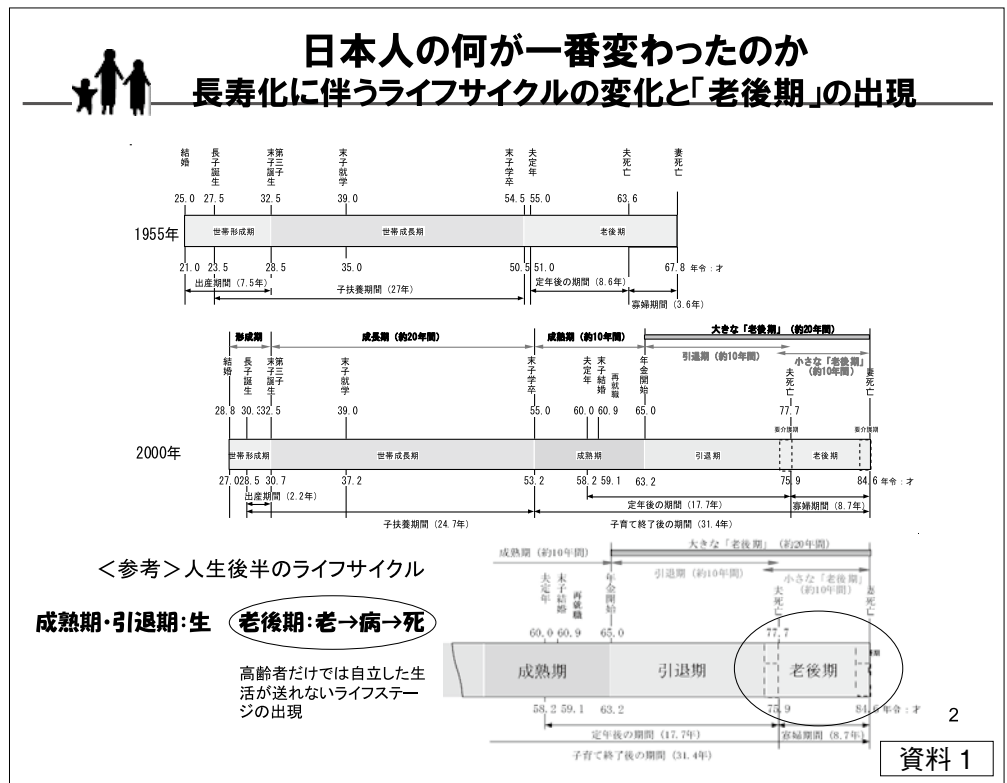 日本人の何が一番変わったのか
長寿化に伴うライフサイクルの変化と「老後期」の出現
結婚 長子誕生 第三子末子誕生 末子就学 末子学卒 夫定年 夫死亡 妻死亡
25.0 27.5 32.5 39.0 54.5 55.0 63.6
1955年 世帯形成期 世帯成長期 老後期
21.0 23.5 28.5 35.0 50.5 51.0 67.8 年令:才
出産期間(7.5年) 子扶養期間(27年) 定年後の期間(8.6年) 寡婦期間(3.6年)
大きな「老後期」(約20年間)
形成期 成長期(約20年間) 成熟期(約10年間) 引退期(約10年間) 小さな「老後期」(約10年間)
結婚 長子誕生 第三子末子誕生 末子就学 末子学卒 夫定年 末子結婚 再就職 年金開始 夫死亡 妻死亡
28.8 30.3 32.5 39.0 55.0 60.0 60.9 65.0 77.7
要介護期 要介護期
2000年 世帯形成期 世帯成長期 成熟期 引退期 老後期
27.0 28.5 30.7 37.2 53.2 58.2 59.1 63.2 75.9 84.6 年令:才
出産期間(2.2年) 定年後の期間(17.7年) 寡婦期間(8.7年)
子扶養期間(24.7年) 子育て終了後の期間(31.4年)
<参考>人生後半のライフサイクル
成熟期・引退期:生 老後期:老→病→死
高齢者だけでは自立した生
活が送れないライフステー
ジの出現
大きな「老後期」(約20年間)
成熟期(約10年間) 引退期(約10年間) 小さな「老後期」(約10年間)
夫定年 末子結婚 再就職 年金開始 夫死亡 妻死亡
60.0 60.9 65.0 77.7
成熟期 引退期 老後期
58.2 59.1 63.2 75.9 84.6 年令:才
定年後の期間(17.7年) 寡婦期間(8.7年)
子育て終了後の期間(31.4年)
2
資料1